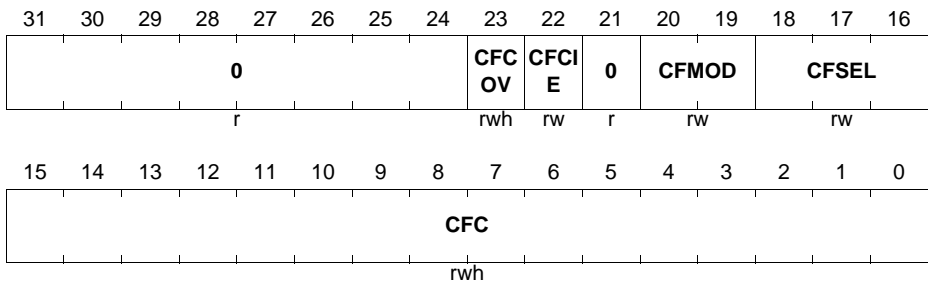 31 30 29 28 27 26 25 24 23 22 21 20 19 18 17 16
0 CFC OV CFCI E 0 CFMOD CFSEL
r rwh rw r rw rw
15 14 13 12 11 10 9 8 7 6 5 4 3 2 1 0
CFC
rwh